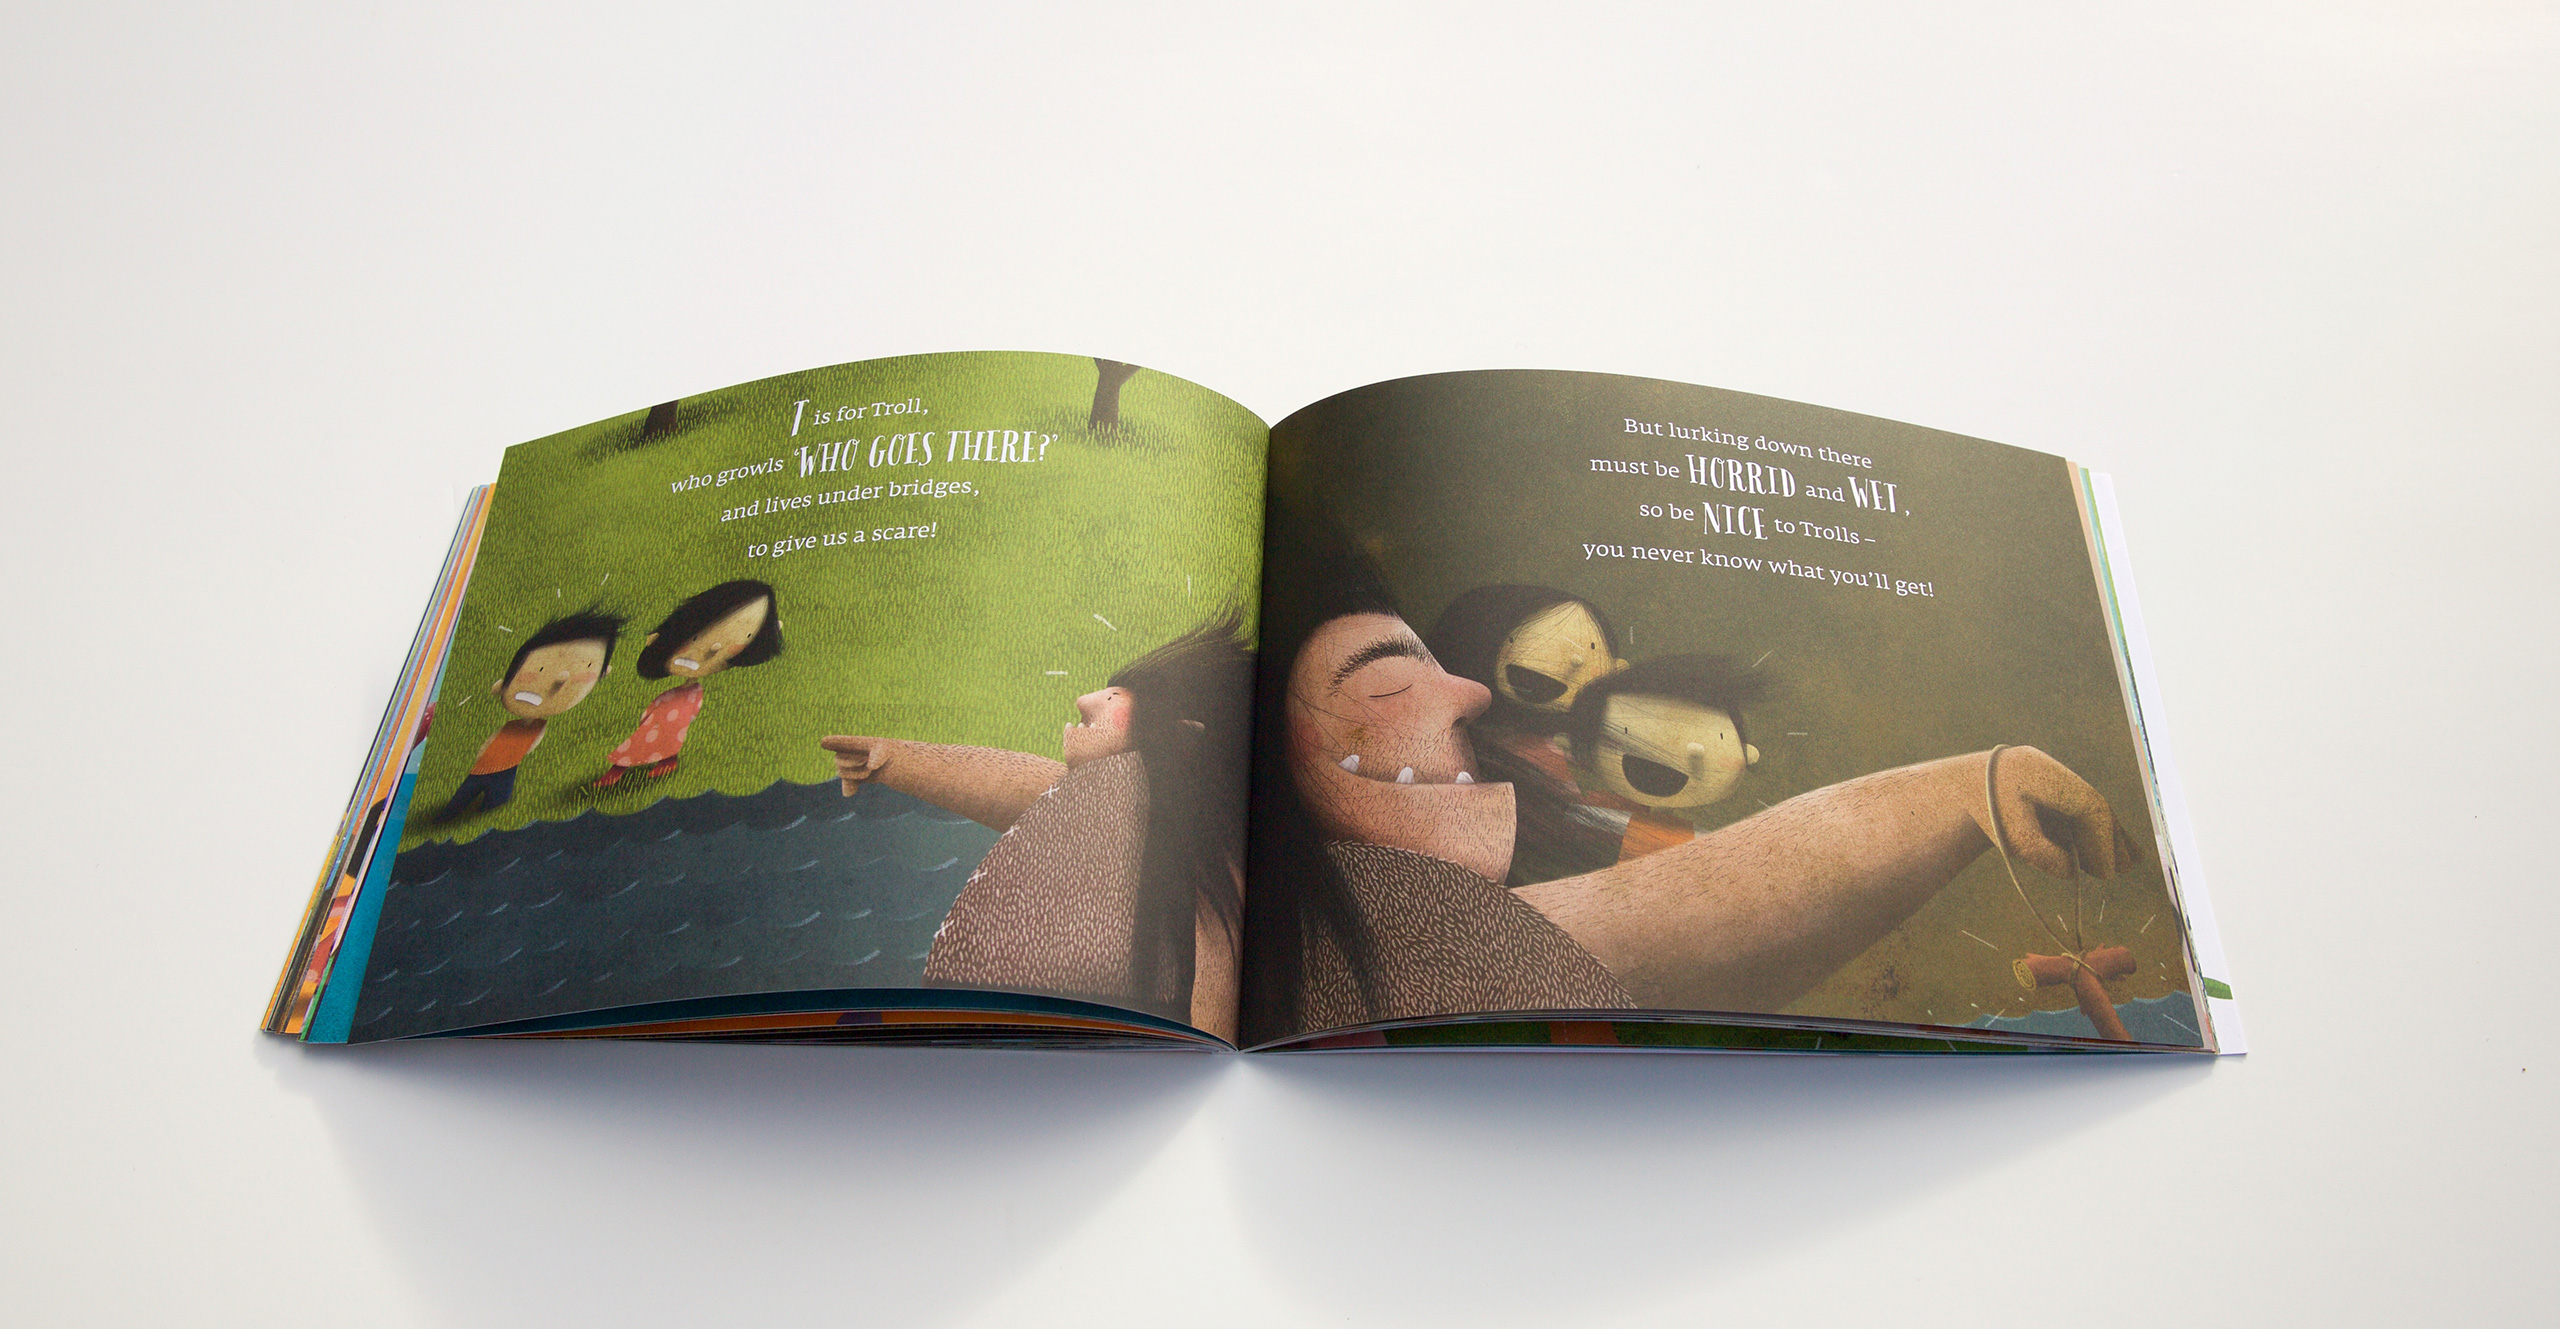 T is for Troll,
who growls ‘WHO GOES THERE?’
and lives under bridges,
to give us a scare!
But lurking down there
must be HORRID and WET,
so be NICE to Trolls –
you never know what you’ll get!